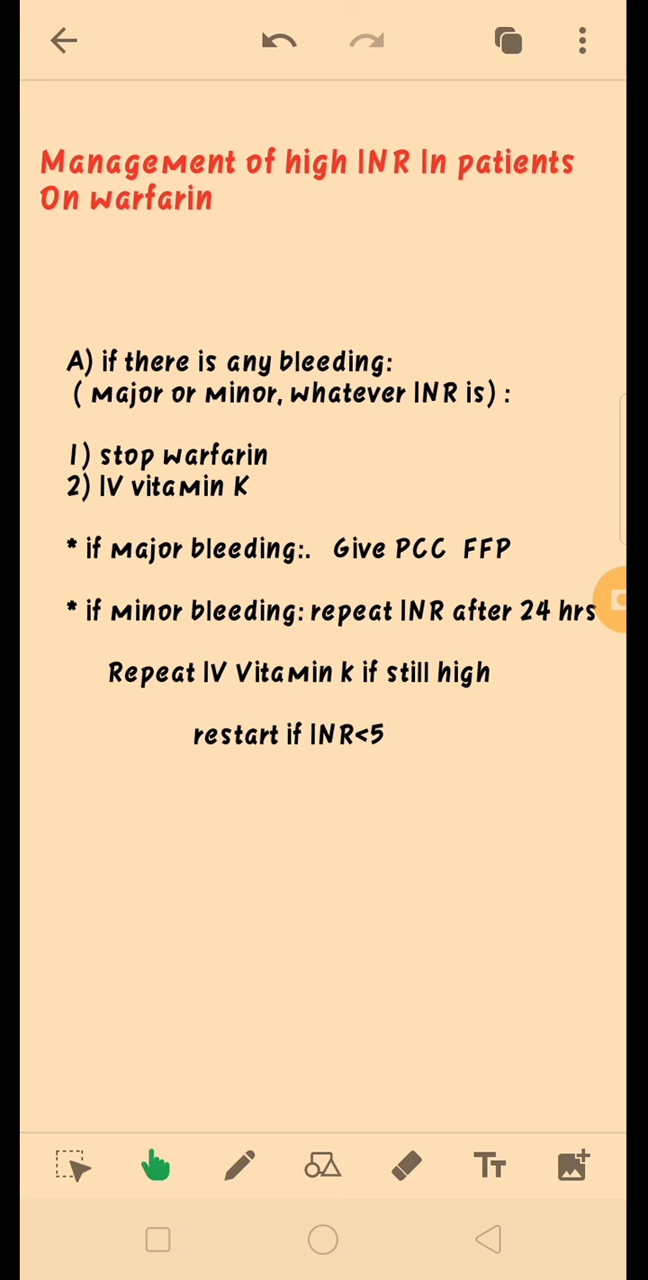 Management of high INR In patients
On warfarin
A) if there is any bleeding:
( major or minor, whatever INR is) :
1) stop warfarin
2) IV vitamin K
* if major bleeding:. Give PCC FFP
* if minor bleeding: repeat INR after 24 hrs
Repeat IV Vitamin k if still high
restart if INR<5
TT